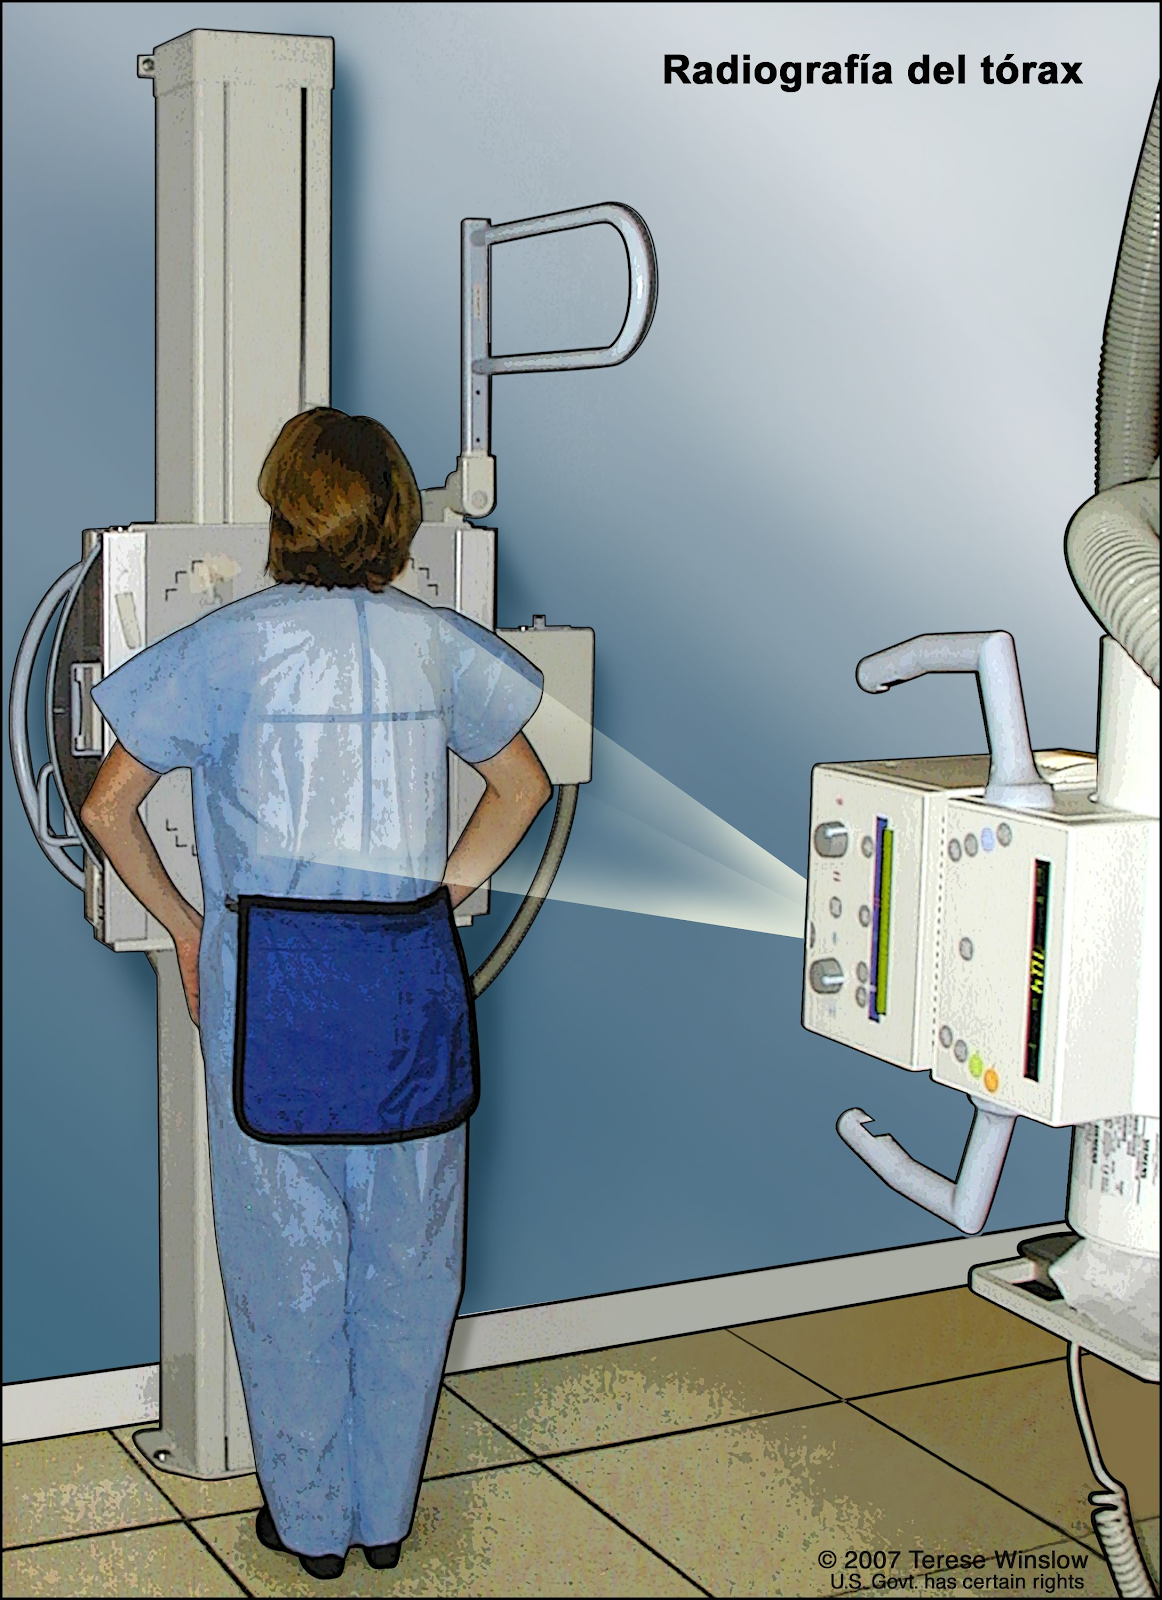 Radiografía del tórax
© 2007 Terese Winslow
U.S. Govt. has certain rights